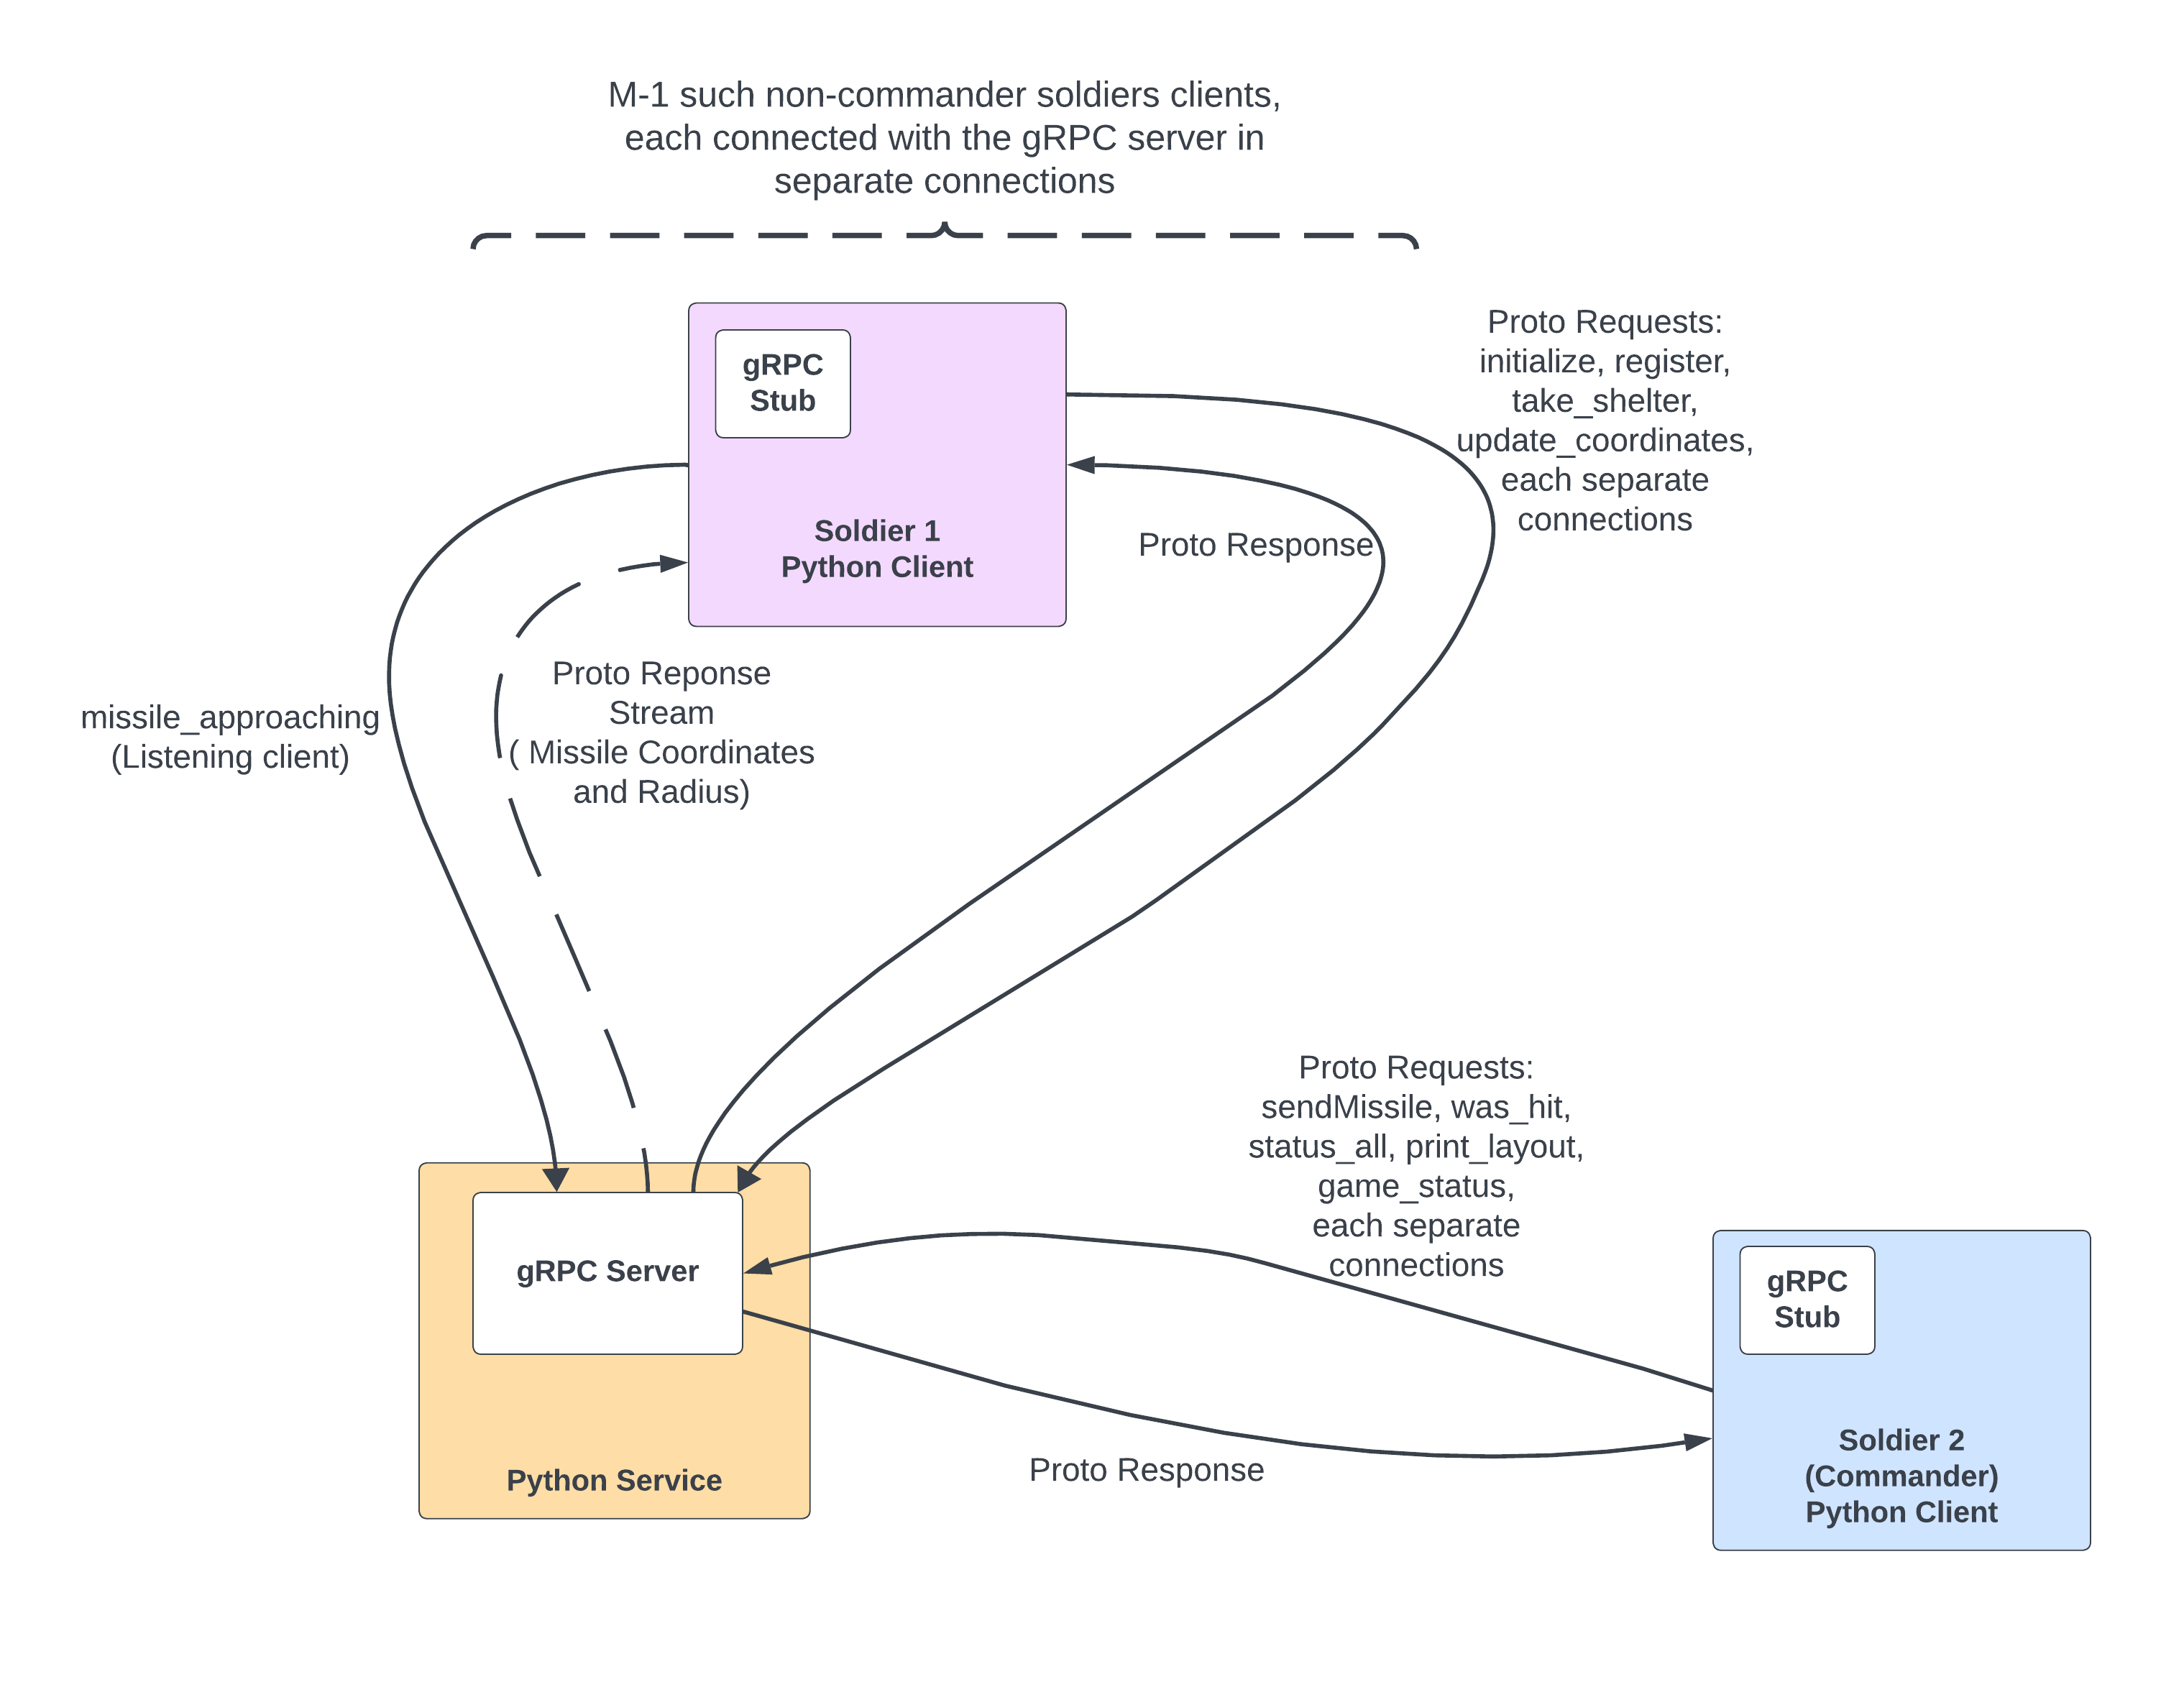 M-1 such non-commander soldiers clients,
each connected with the gRPC server in
separate connections
gRPC
Stub
Soldier 1
Python Client
Proto Requests:
initialize, register,
take_shelter,
update_coordinates,
each separate
connections
Proto Response
missile_approaching
(Listening client)
Proto Reponse
Stream
( Missile Coordinates
and Radius)
Proto Requests:
sendMissile, was_hit,
status_all, print_layout,
game_status,
each separate
connections
gRPC Server
Python Service
Proto Response
gRPC
Stub
Soldier 2
(Commander)
Python Client